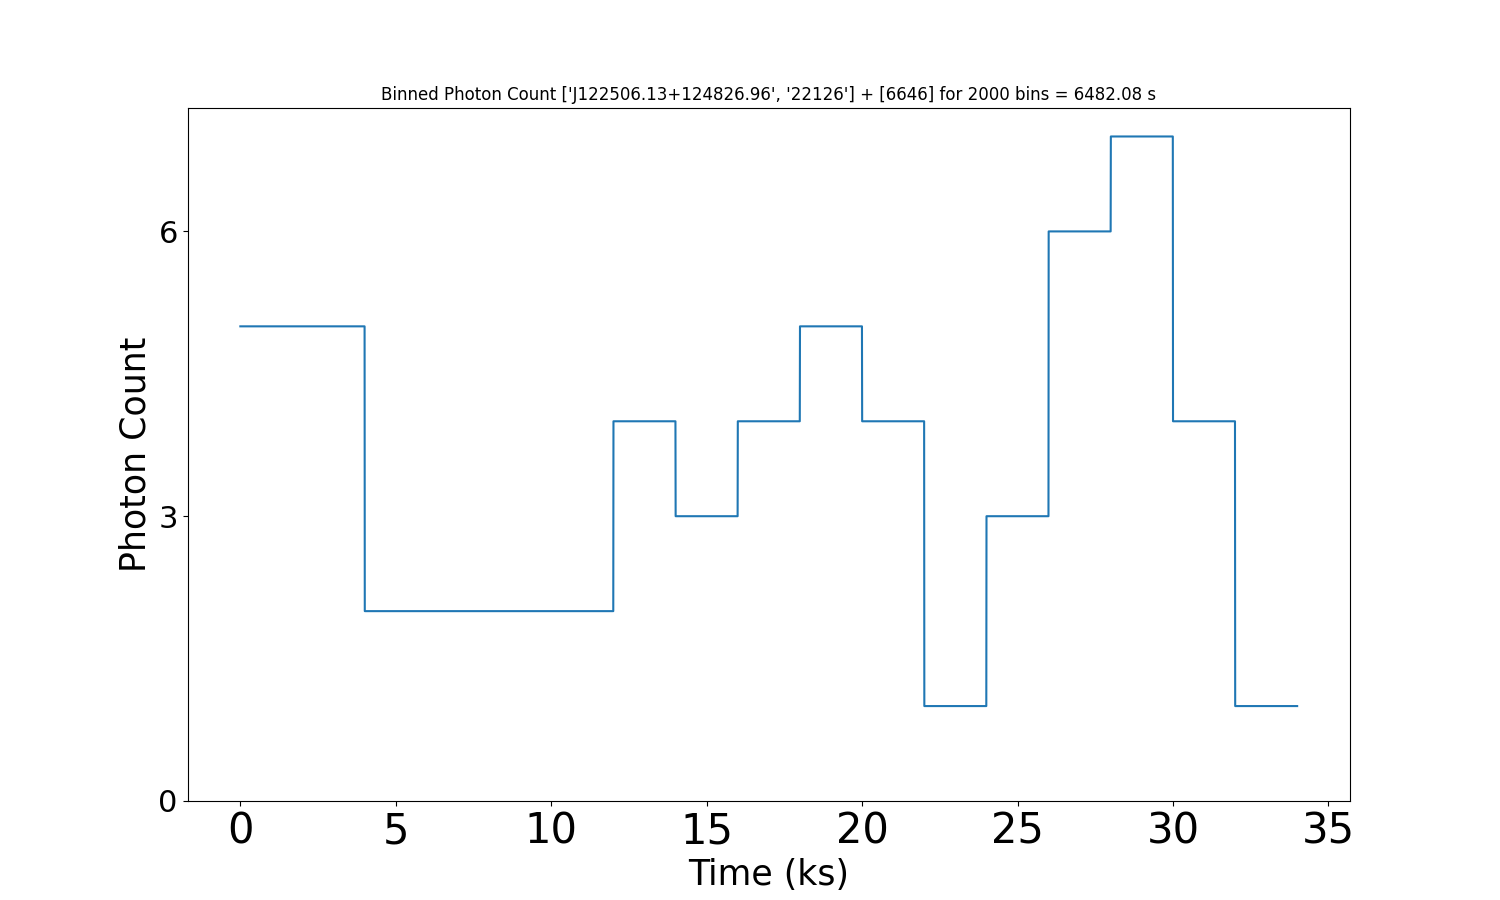 Binned Photon Count ['J122506.13+124826.96', '22126'] + [6646] for 2000 bins = 6482.08 s
Photon Count
6
3
0
0 5 10 15 20 25 30 35
Time (ks)